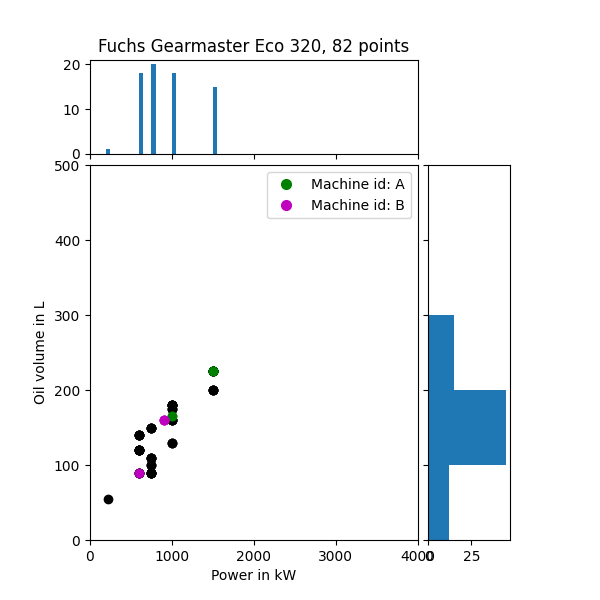 Fuchs Gearmaster Eco 320, 82 points
20
10
0
500
400
300
200
100
0
Oil volume in L
Machine id: A
Machine id: B
0 1000 2000 3000 4000
0 25
Power in kW